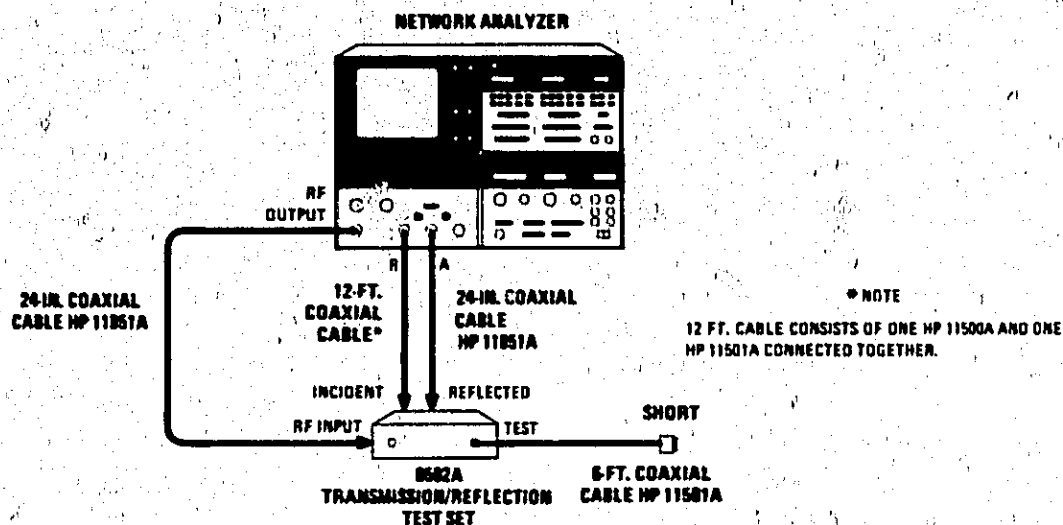 NETWORK ANALYZER
RF
OUTPUT
R
A
24-IN. COAXIAL
CABLE HP 11851A
12-FT.
COAXIAL
CABLE*
24-IN. COAXIAL
CABLE
HP 11851A
* NOTE
12 FT. CABLE CONSISTS OF ONE HP 11500A AND ONE
HP 11501A CONNECTED TOGETHER.
INCIDENT
REFLECTED
RF INPUT
TEST
SHORT
8502A
TRANSMISSION/REFLECTION
TEST SET
6-FT. COAXIAL
CABLE HP 11501A